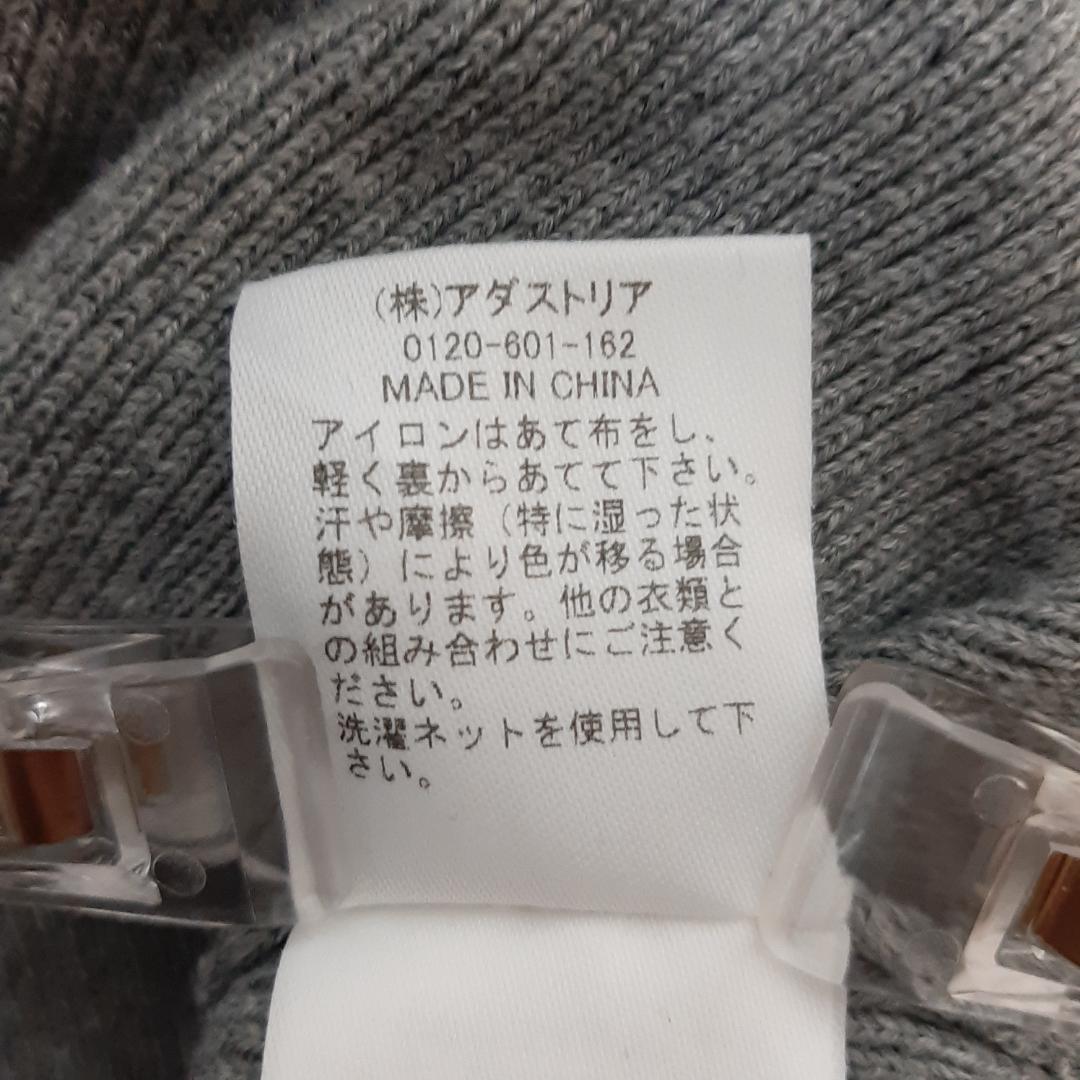 (株)アダストリア
0120-601-162
MADE IN CHINA
アイロンはあて布をし、
軽く裏からあてて下さい。
汗や摩擦（特に湿った状
態）により色が移る場合
があります。他の衣類と
の組み合わせにご注意く
ださい。
洗濯ネットを使用して下
さい。